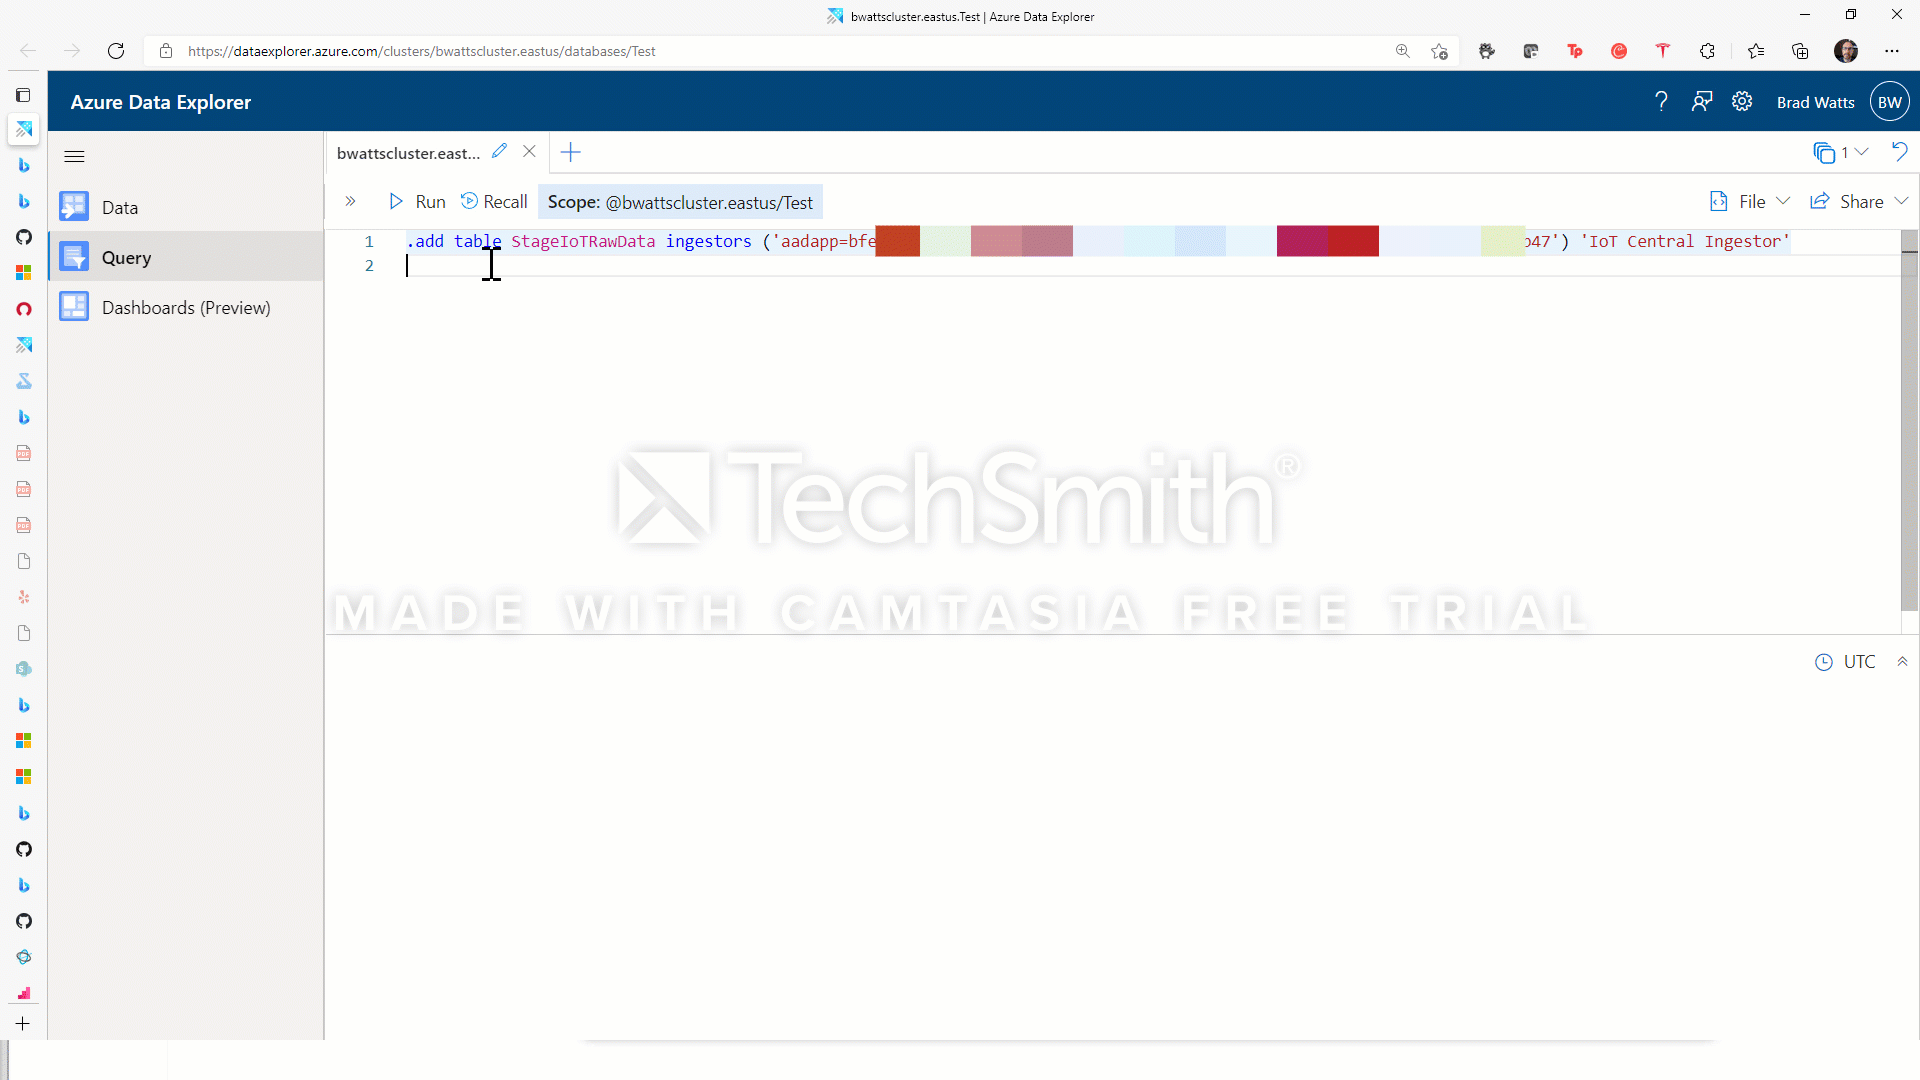 bwattscluster.eastus.Test | Azure Data Explorer
https://dataexplorer.azure.com/clusters/bwattscluster.eastus/databases/Test
Azure Data Explorer
Brad Watts
BW
bwattscluster.east...
1
Data
Run
Recall
Scope: @bwattscluster.eastus/Test
File
Share
1 .add table StageIoTRawData ingestors ('aadapp=bfe b47') 'IoT Central Ingestor'
2
Query
Dashboards (Preview)
TechSmith®
MADE WITH CAMTASIA FREE TRIAL
UTC